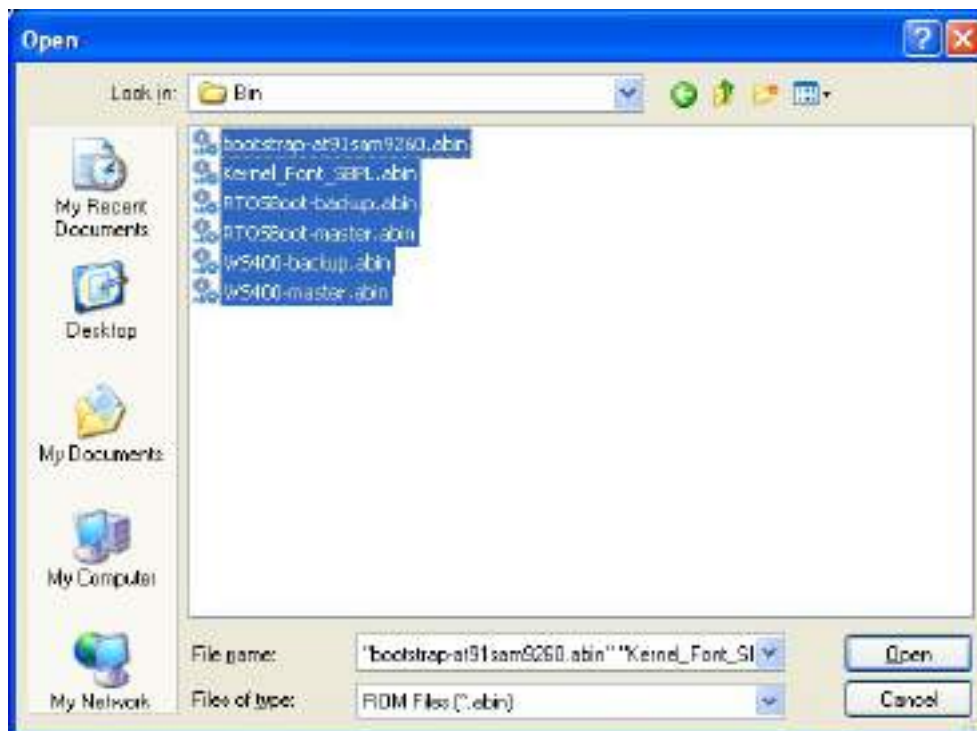 Open
Look in: Bin
bootstrap-at91sam9260.abin
Kernel_Font_SBPL.abin
RTOSBoot-backup.abin
RTOSBoot-master.abin
WS400-backup.abin
WS400-master.abin
My Recent
Documents
Desktop
My Documents
My Computer
My Network
File name: "bootstrap-at91sam9260.abin" "Kernel_Font_SI
Open
Files of type: ROM Files (*.abin)
Cancel